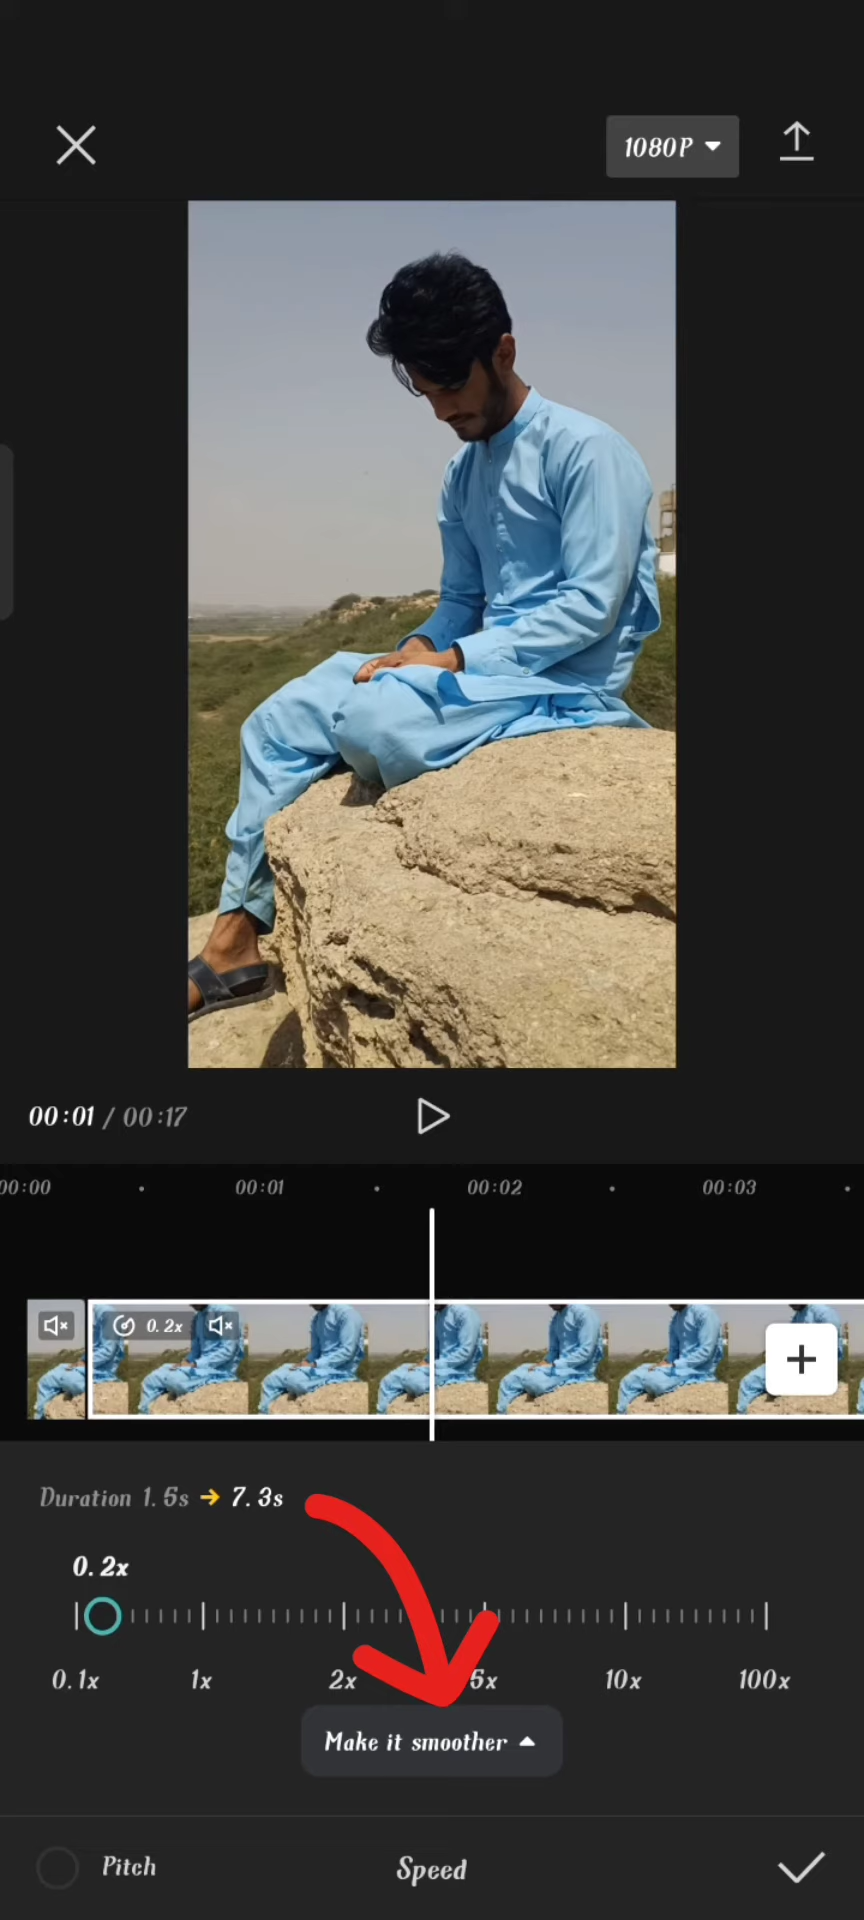 1080P
00:01 / 00:17
00:00 00:01 00:02 00:03
0.2x
Duration 1.5s → 7.3s
0.2x
0.1x 1x 2x 5x 10x 100x
Make it smoother
Pitch Speed